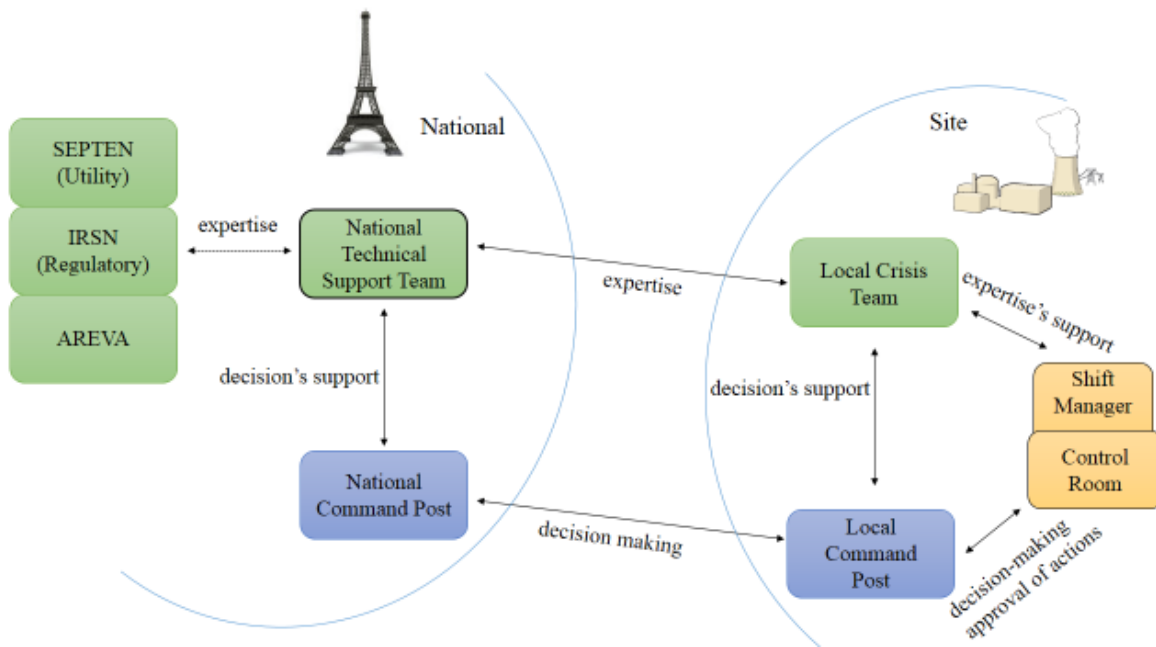 National
Site
SEPTEN
(Utility)
IRSN
(Regulatory)
AREVA
expertise
National
Technical
Support Team
expertise
Local Crisis
Team
expertise's support
decision's support
decision's support
Shift
Manager
Control
Room
National
Command Post
decision making
Local
Command
Post
decision-making
approval of actions